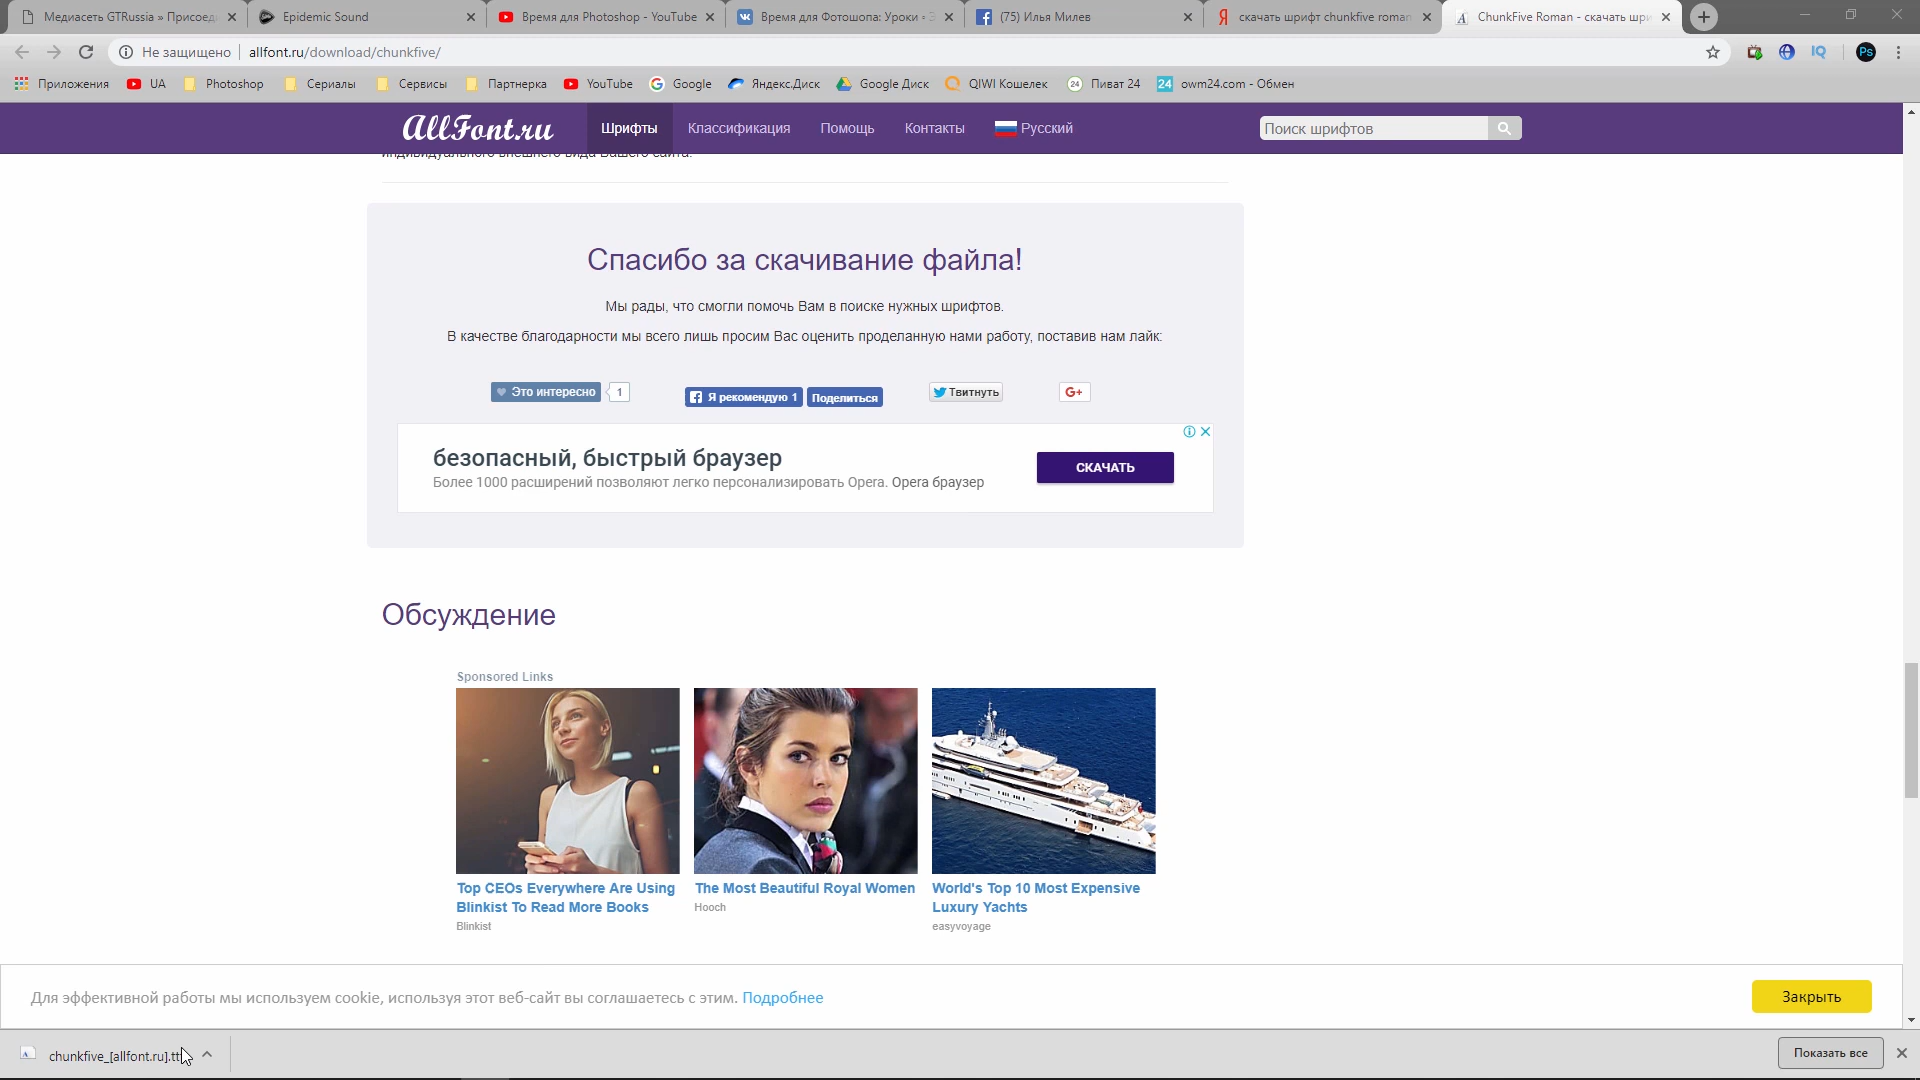 Медиасеть GTRussia » Присоед
Epidemic Sound
Время для Photoshop - YouTube
Время для Фотошопа: Уроки
(75) Илья Милев
скачать шрифт chunkfive roman
ChunkFive Roman - скачать шри
Не защищено
allfont.ru/download/chunkfive/
IQ
Ps
Приложения
UA
Photoshop
Сериалы
Сервисы
Партнерка
YouTube
Google
Яндекс.Диск
Google Диск
QIWI Кошелек
24 Пиват 24
24 owm24.com - Обмен
AllFont.ru
Шрифты
Классификация
Помощь
Контакты
Русский
Поиск шрифтов
индивидуального внешнего вида Вашего сайта.
Спасибо за скачивание файла!
Мы рады, что смогли помочь Вам в поиске нужных шрифтов.
В качестве благодарности мы всего лишь просим Вас оценить проделанную нами работу, поставив нам лайк:
Это интересно 1
Я рекомендую 1
Поделиться
Твитнуть
G+
безопасный, быстрый браузер
Более 1000 расширений позволяют легко персонализировать Opera. Opera браузер
СКАЧАТЬ
Обсуждение
Sponsored Links
Top CEOs Everywhere Are Using
Blinkist To Read More Books
Blinkist
The Most Beautiful Royal Women
Hooch
World's Top 10 Most Expensive
Luxury Yachts
easyvoyage
Для эффективной работы мы используем cookie, используя этот веб-сайт вы соглашаетесь с этим. Подробнее
Закрыть
chunkfive_[allfont.ru].tt
Показать все